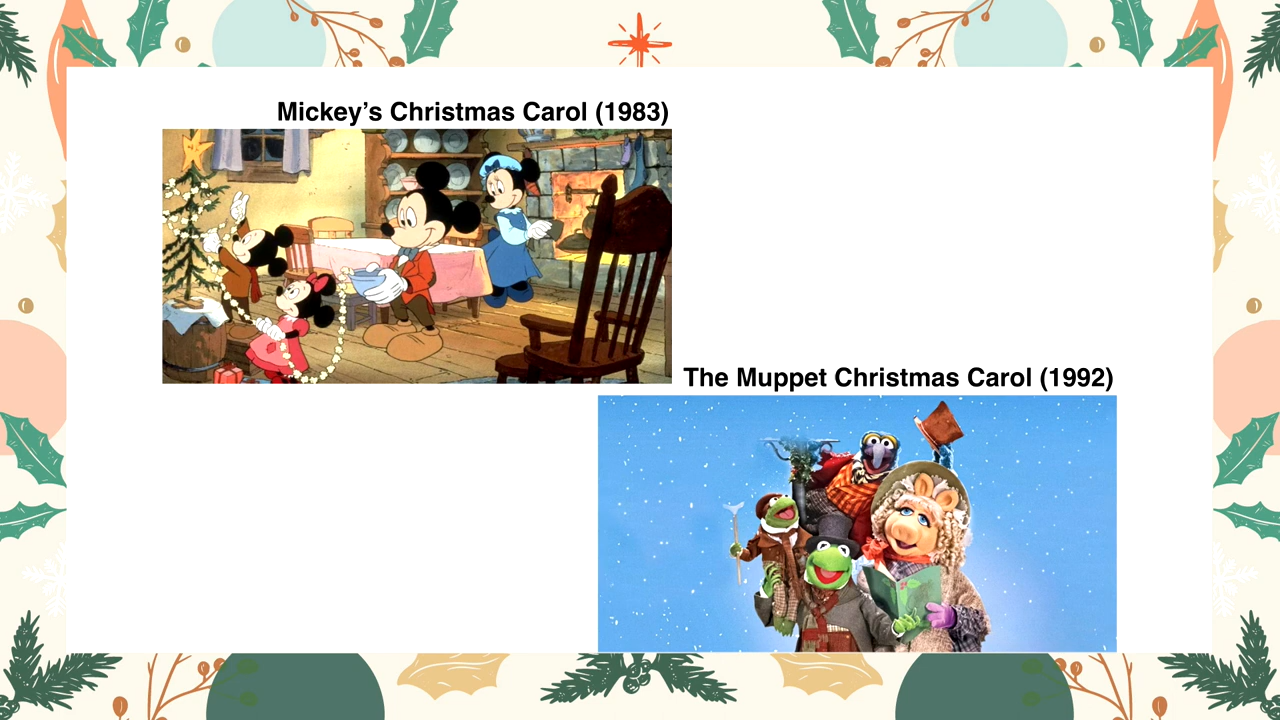 Mickey’s Christmas Carol (1983)
The Muppet Christmas Carol (1992)